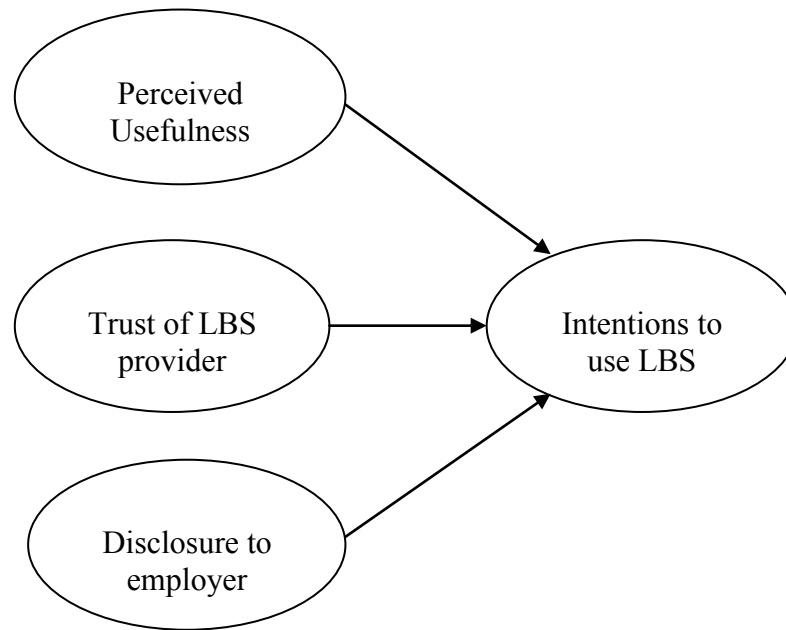 Perceived
Usefulness
Trust of LBS
provider
Intentions to
use LBS
Disclosure to
employer